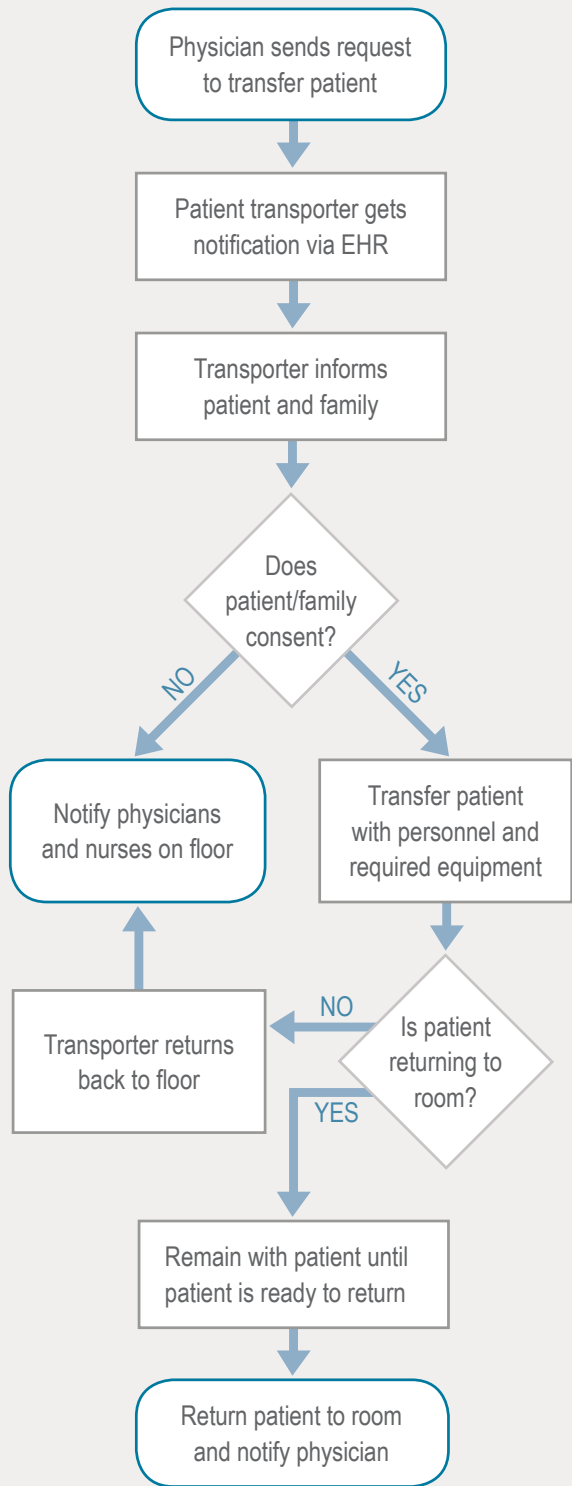 Physician sends request
to transfer patient
Patient transporter gets
notification via EHR
Transporter informs
patient and family
Does
patient/family
consent?
NO
YES
Notify physicians
and nurses on floor
Transfer patient
with personnel and
required equipment
NO
Transporter returns
back to floor
Is patient
returning to
room?
YES
Remain with patient until
patient is ready to return
Return patient to room
and notify physician